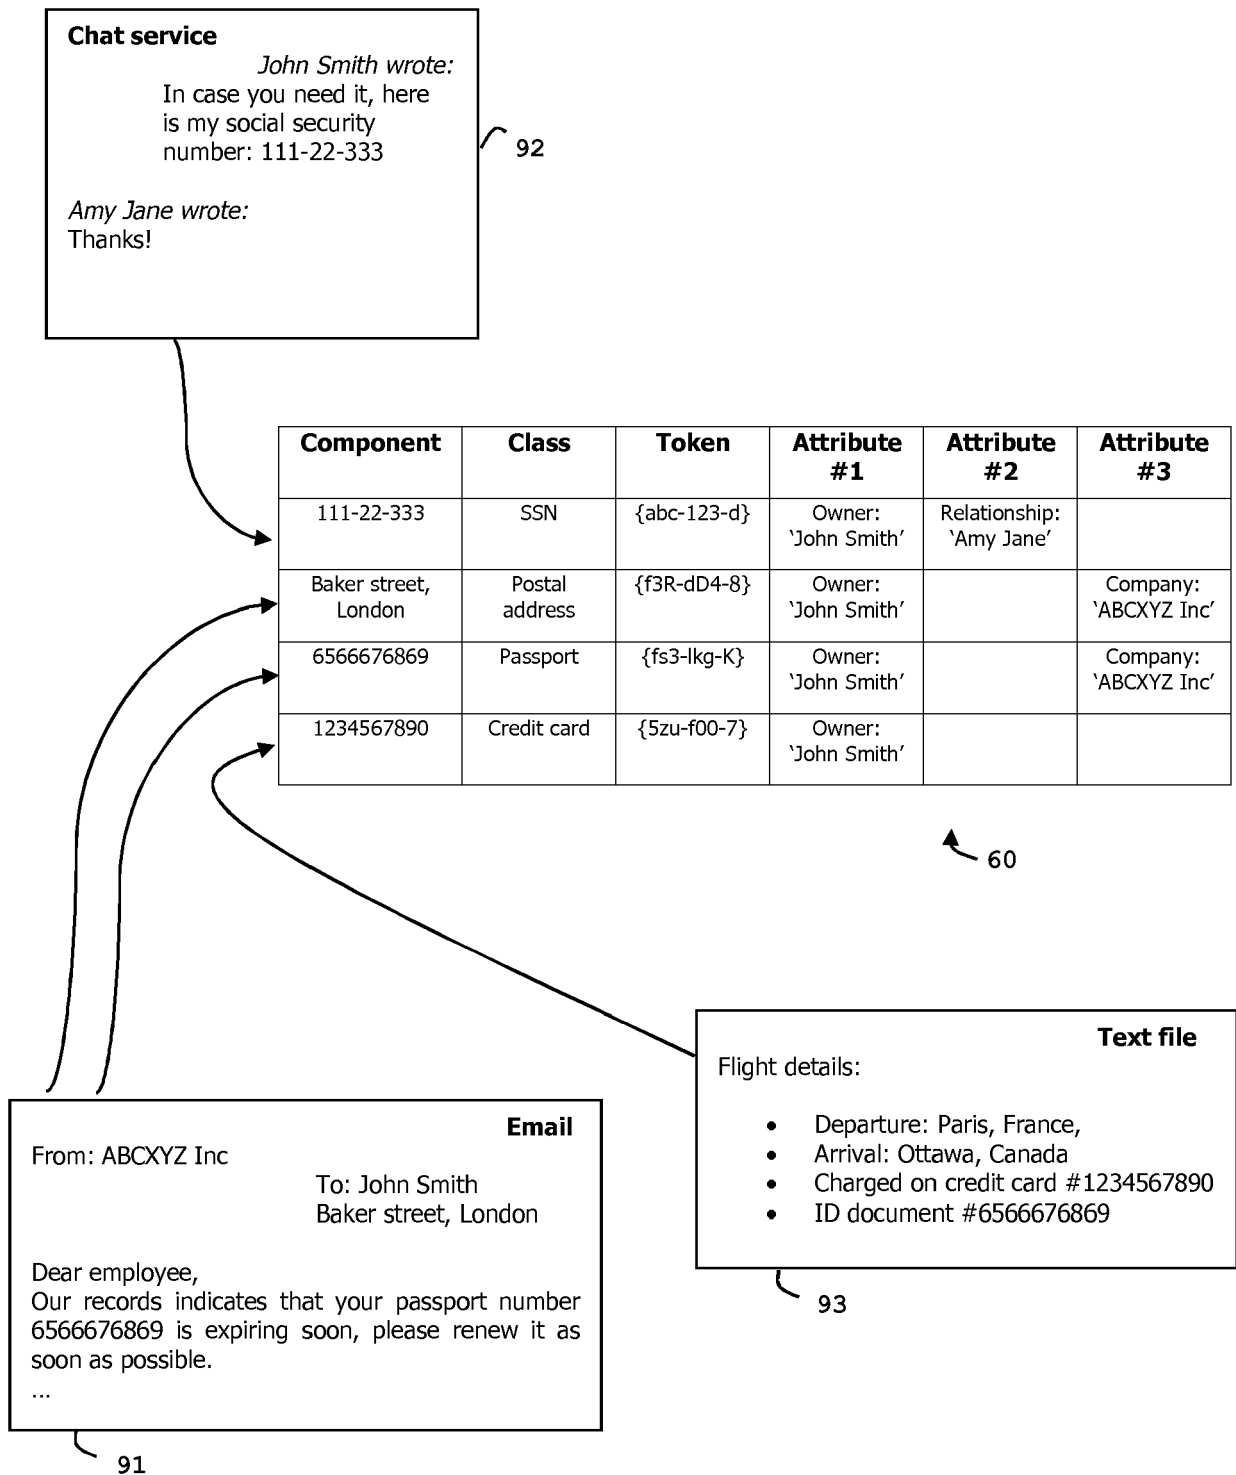 Chat service
John Smith wrote:
In case you need it, here
is my social security
number: 111-22-333
92
Amy Jane wrote:
Thanks!
Component Class Token Attribute #1 Attribute #2 Attribute #3
111-22-333 SSN {abc-123-d} Owner: ‘John Smith’ Relationship: ‘Amy Jane’
Baker street, London Postal address {f3R-dD4-8} Owner: ‘John Smith’ Company: ‘ABCXYZ Inc’
6566676869 Passport {fs3-lkg-K} Owner: ‘John Smith’ Company: ‘ABCXYZ Inc’
1234567890 Credit card {5zu-f00-7} Owner: ‘John Smith’
60
Text file
Flight details:
• Departure: Paris, France,
• Arrival: Ottawa, Canada
• Charged on credit card #1234567890
• ID document #6566676869
93
Email
From: ABCXYZ Inc
To: John Smith
Baker street, London
Dear employee,
Our records indicates that your passport number
6566676869 is expiring soon, please renew it as
soon as possible.
...
91